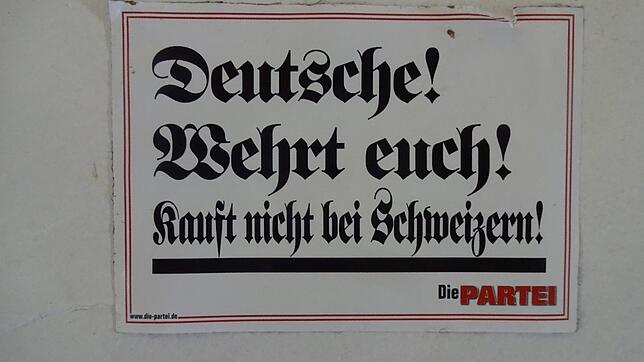 Deutsche!
Wehrt euch!
Kauft nicht bei Schweizern!
Die PARTEI
www.die-partei.de